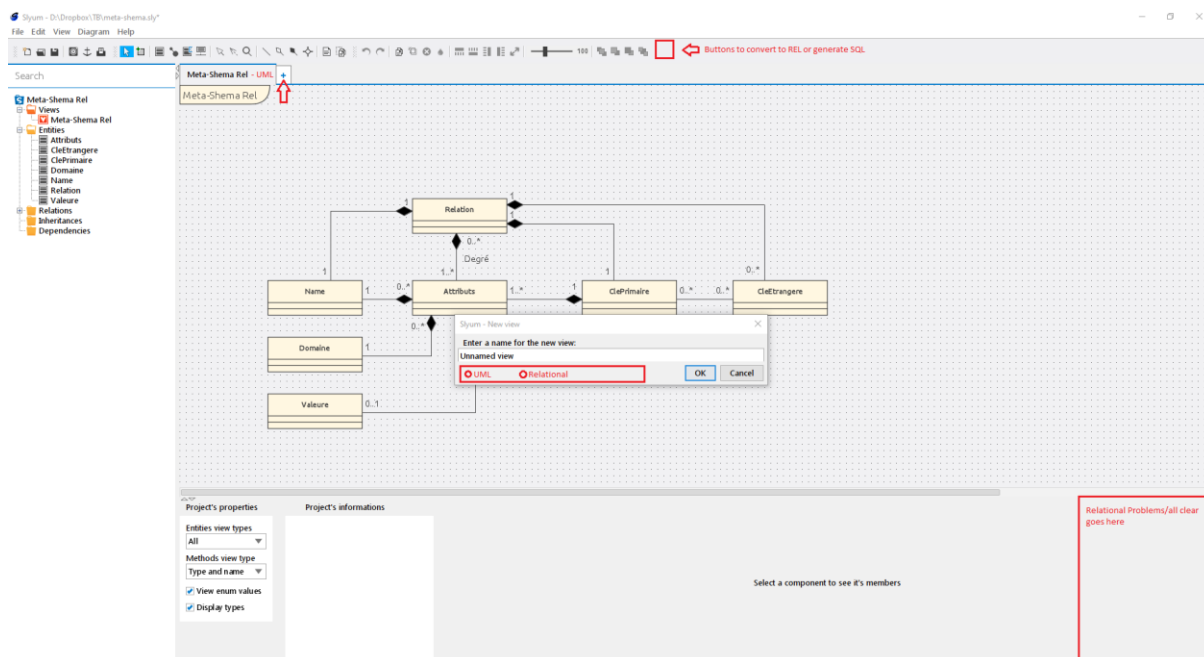 Slyum - D:\Dropbox\TB\meta-shema.sly*
File Edit View Diagram Help
100
Buttons to convert to REL or generate SQL
Search
Meta-Shema Rel - UML +
Meta-Shema Rel
Meta-Shema Rel
Views
Meta-Shema Rel
Entities
Attributs
CleEtrangere
ClePrimaire
Domaine
Name
Relation
Valeure
Relations
Inheritances
Dependencies
1 Relation 1
1
0..*
Degré
1 1..* 1 0..*
Name 1 0..* Attributs 1..* 1 ClePrimaire 0..* 0..* CleEtrangere
0..*
Domaine 1
Valeure 0..1
Slyum - New view
Enter a name for the new view:
Unnamed view
UML Relational OK Cancel
Project's properties Project's informations
Entities view types
All
Methods view type
Type and name
View enum values
Display types
Select a component to see it's members
Relational Problems/all clear
goes here